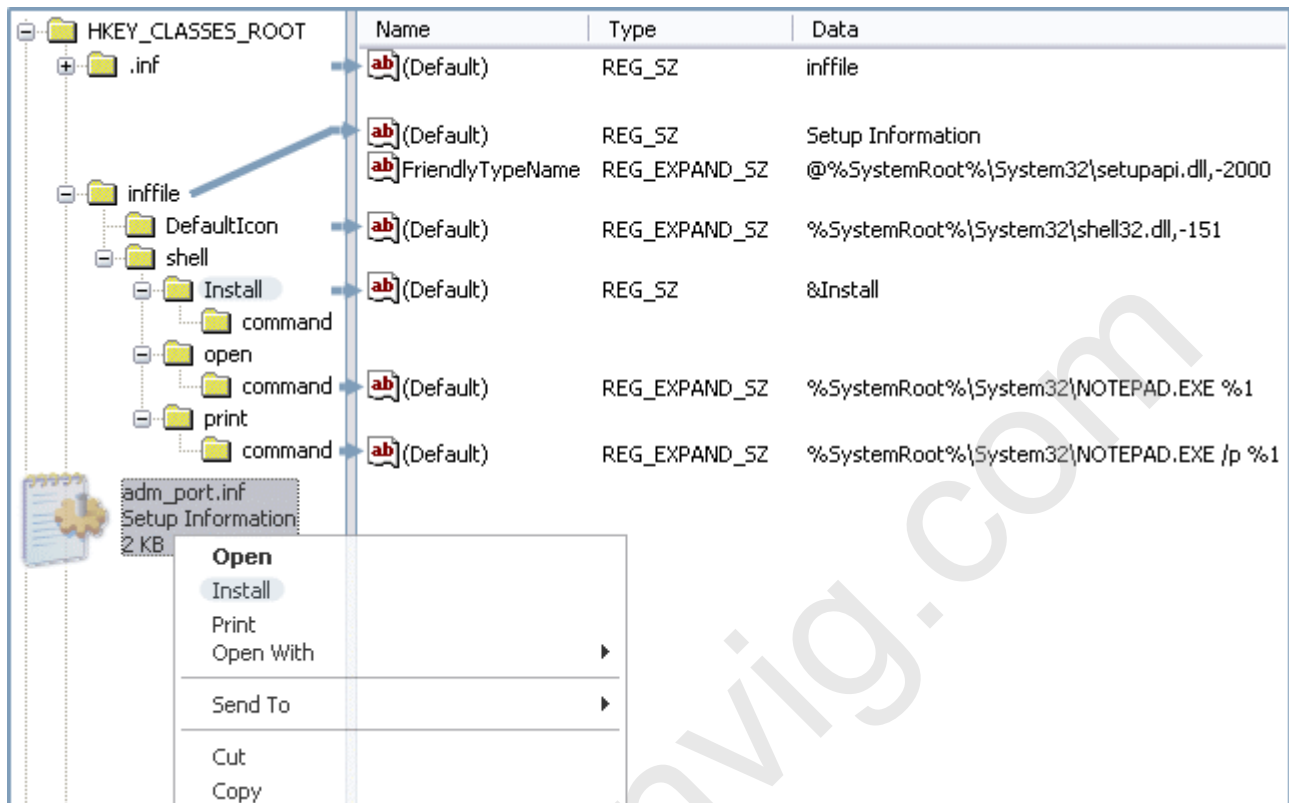 HKEY_CLASSES_ROOT Name Type Data
.inf (Default) REG_SZ inffile
(Default) REG_SZ Setup Information
FriendlyTypeName REG_EXPAND_SZ @%SystemRoot%\System32\setupapi.dll,-2000
inffile
DefaultIcon (Default) REG_EXPAND_SZ %SystemRoot%\System32\shell32.dll,-151
shell
Install (Default) REG_SZ &Install
command
open
command (Default) REG_EXPAND_SZ %SystemRoot%\System32\NOTEPAD.EXE %1
print
command (Default) REG_EXPAND_SZ %SystemRoot%\System32\NOTEPAD.EXE /p %1
adm_port.inf
Setup Information
2 KB
Open
Install
Print
Open With
Send To
Cut
Copy